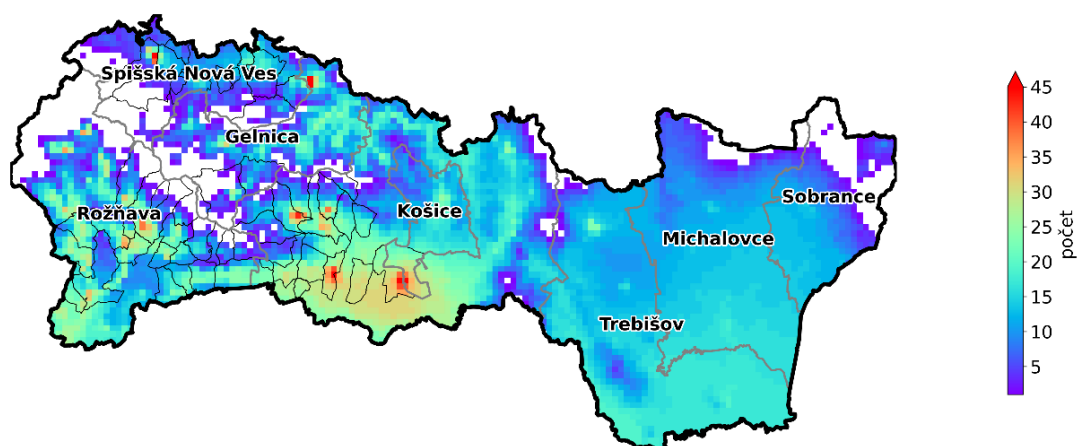 Spišská Nová Ves
Gelnica
Rožňava
Košice
Sobrance
Michalovce
Trebišov
45
40
35
30
25
20
15
10
5
počet